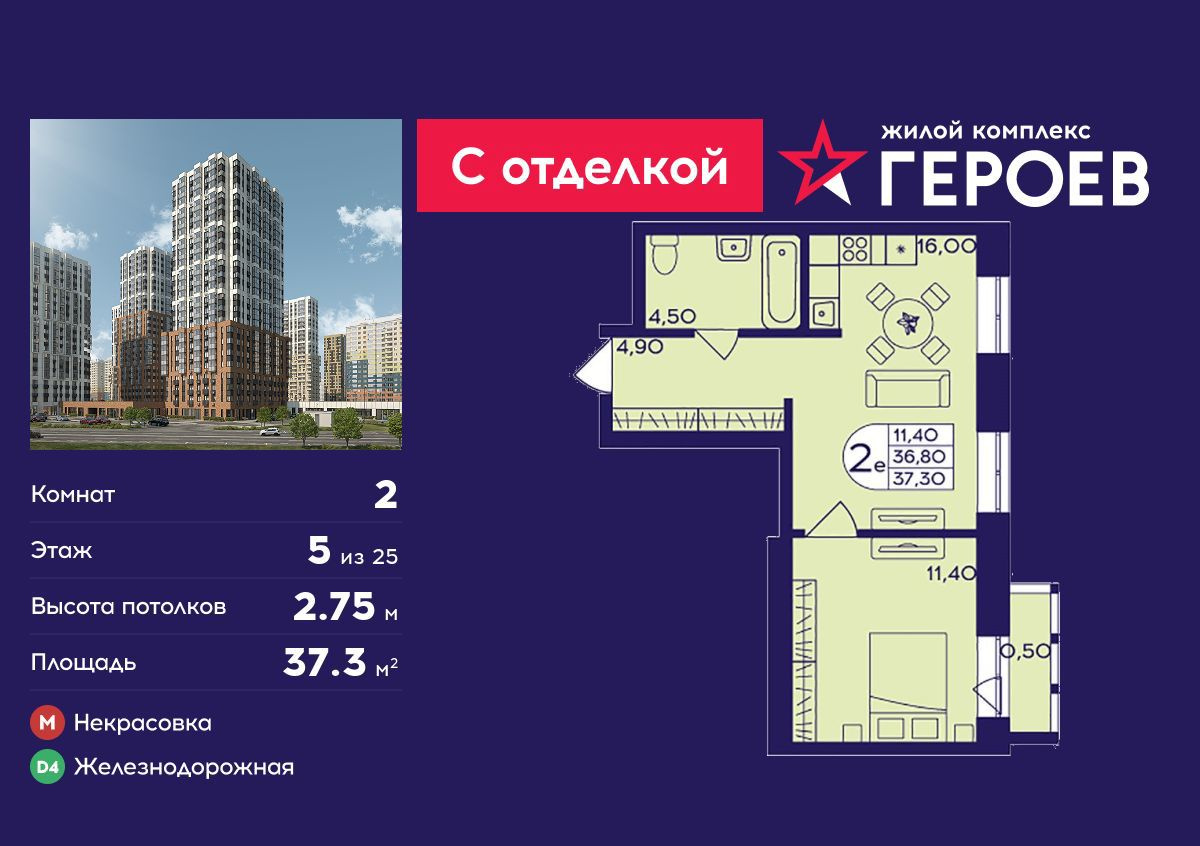 С отделкой
ЖИЛОЙ КОМПЛЕКС
ГЕРОЕВ
16,00
4,50
4,90
2е
11,40
36,80
37,30
11,40
0,50
Комнат 2
Этаж 5 из 25
Высота потолков 2.75 м
Площадь 37.3 м²
М Некрасовка
D4 Железнодорожная